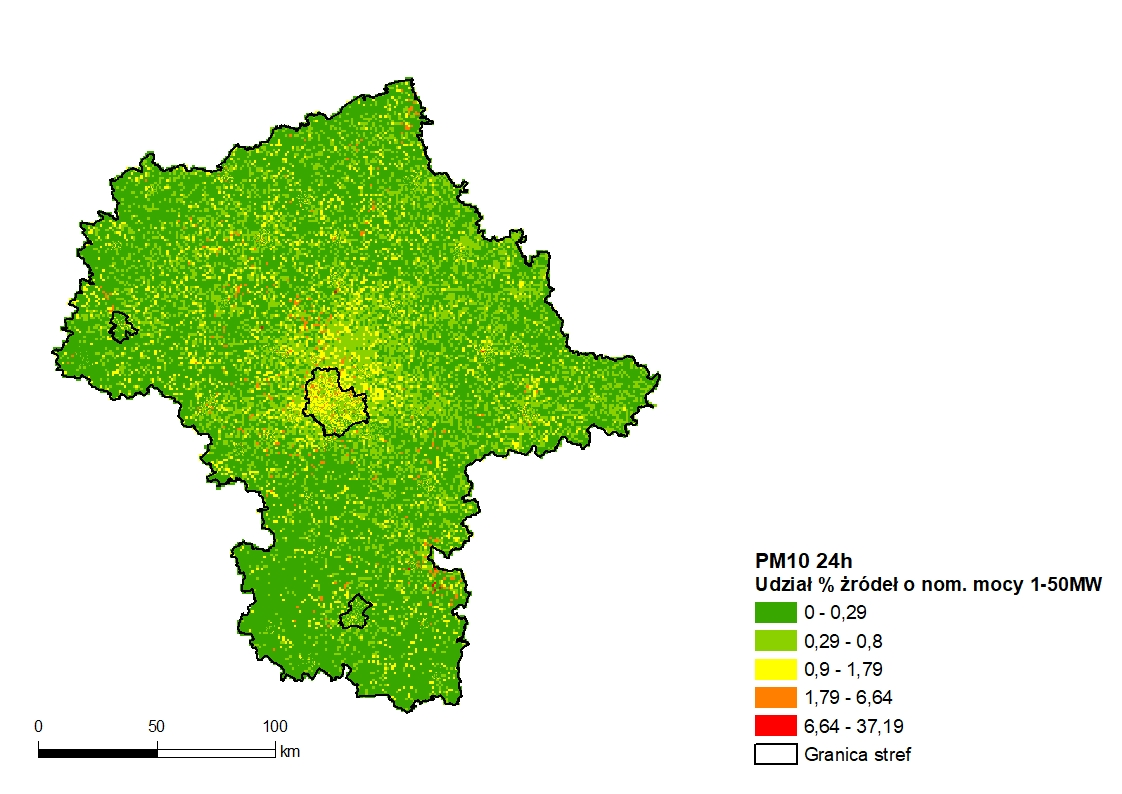 PM10 24h
Udział % źródeł o nom. mocy 1-50MW
0 - 0,29
0,29 - 0,8
0,9 - 1,79
1,79 - 6,64
6,64 - 37,19
Granica stref
0 50 100
km